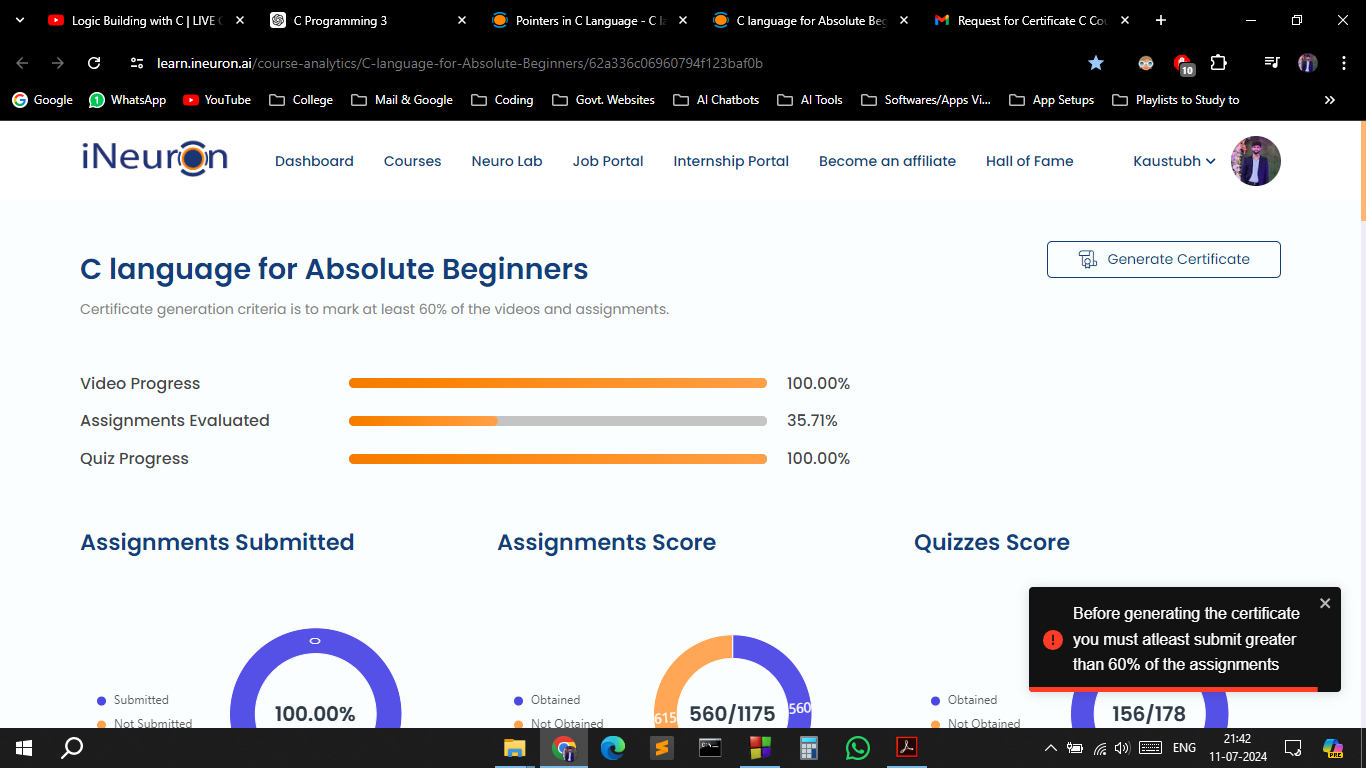 Logic Building with C | LIVE C
C Programming 3
Pointers in C Language - C la
C language for Absolute Beg
Request for Certificate C Cou
learn.ineuron.ai/course-analytics/C-language-for-Absolute-Beginners/62a336c06960794f123baf0b
10
Google
WhatsApp
YouTube
College
Mail & Google
Coding
Govt. Websites
AI Chatbots
AI Tools
Softwares/Apps Vi...
App Setups
Playlists to Study to
iNeuron
Dashboard
Courses
Neuro Lab
Job Portal
Internship Portal
Become an affiliate
Hall of Fame
Kaustubh
C language for Absolute Beginners
Generate Certificate
Certificate generation criteria is to mark at least 60% of the videos and assignments.
Video Progress
100.00%
Assignments Evaluated
35.71%
Quiz Progress
100.00%
Assignments Submitted
Assignments Score
Quizzes Score
Before generating the certificate
you must atleast submit greater
than 60% of the assignments
0
Submitted
Not Submitted
100.00%
Obtained
Not Obtained
615
560/1175
560
Obtained
Not Obtained
156/178
ENG
21:42
11-07-2024
PRE